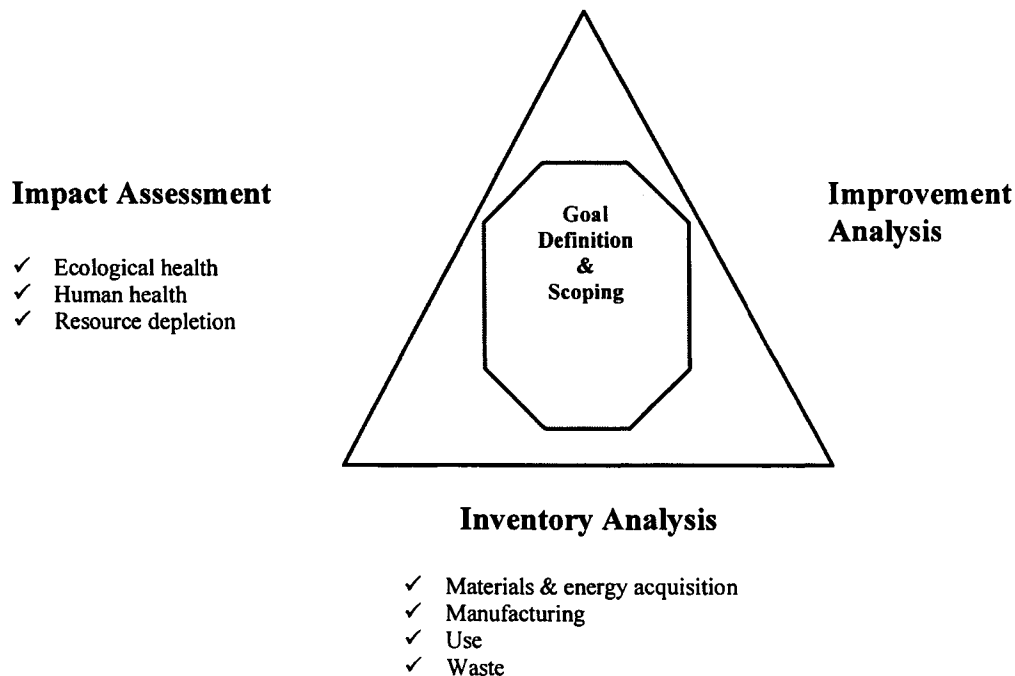 Impact Assessment
✓ Ecological health
✓ Human health
✓ Resource depletion
Goal
Definition
&
Scoping
Improvement
Analysis
Inventory Analysis
✓ Materials & energy acquisition
✓ Manufacturing
✓ Use
✓ Waste